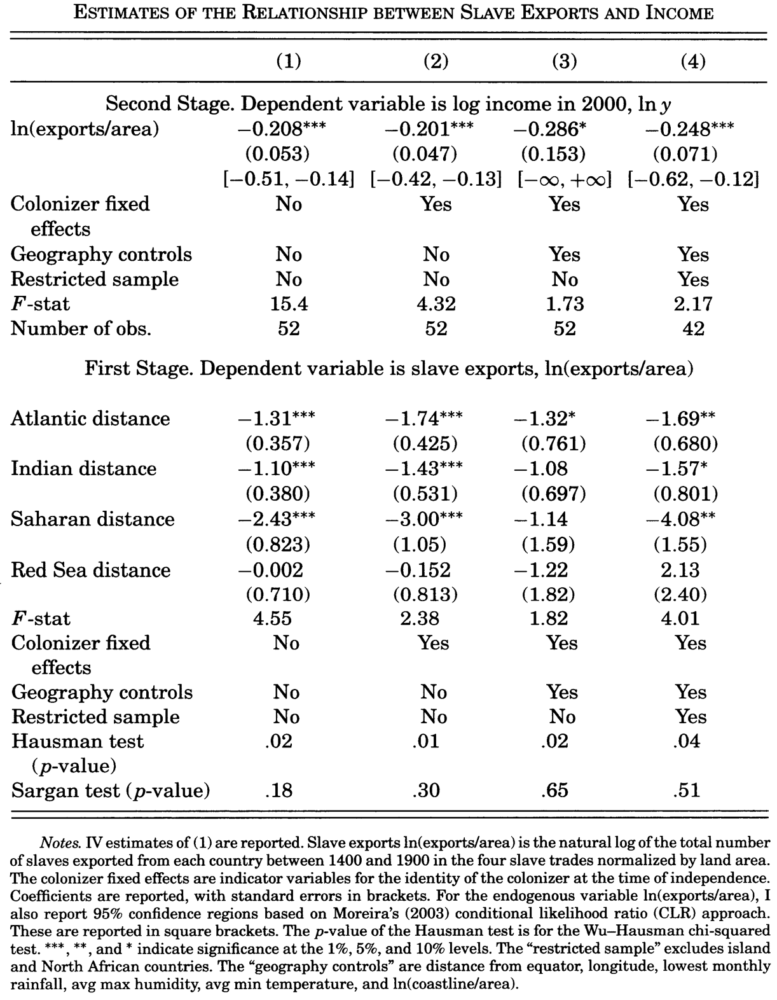 ESTIMATES OF THE RELATIONSHIP BETWEEN SLAVE EXPORTS AND INCOME
(1) (2) (3) (4)
Second Stage. Dependent variable is log income in 2000, ln y
ln(exports/area) −0.208*** −0.201*** −0.286* −0.248***
(0.053) (0.047) (0.153) (0.071)
[−0.51, −0.14] [−0.42, −0.13] [−∞, +∞] [−0.62, −0.12]
Colonizer fixed No Yes Yes Yes
effects
Geography controls No No Yes Yes
Restricted sample No No No Yes
F-stat 15.4 4.32 1.73 2.17
Number of obs. 52 52 52 42
First Stage. Dependent variable is slave exports, ln(exports/area)
Atlantic distance −1.31*** −1.74*** −1.32* −1.69**
(0.357) (0.425) (0.761) (0.680)
Indian distance −1.10*** −1.43*** −1.08 −1.57*
(0.380) (0.531) (0.697) (0.801)
Saharan distance −2.43*** −3.00*** −1.14 −4.08**
(0.823) (1.05) (1.59) (1.55)
Red Sea distance −0.002 −0.152 −1.22 2.13
(0.710) (0.813) (1.82) (2.40)
F-stat 4.55 2.38 1.82 4.01
Colonizer fixed No Yes Yes Yes
effects
Geography controls No No Yes Yes
Restricted sample No No No Yes
Hausman test .02 .01 .02 .04
(p-value)
Sargan test (p-value) .18 .30 .65 .51
Notes. IV estimates of (1) are reported. Slave exports ln(exports/area) is the natural log of the total number
of slaves exported from each country between 1400 and 1900 in the four slave trades normalized by land area.
The colonizer fixed effects are indicator variables for the identity of the colonizer at the time of independence.
Coefficients are reported, with standard errors in brackets. For the endogenous variable ln(exports/area), I
also report 95% confidence regions based on Moreira's (2003) conditional likelihood ratio (CLR) approach.
These are reported in square brackets. The p-value of the Hausman test is for the Wu–Hausman chi-squared
test. ***, **, and * indicate significance at the 1%, 5%, and 10% levels. The “restricted sample” excludes island
and North African countries. The “geography controls” are distance from equator, longitude, lowest monthly
rainfall, avg max humidity, avg min temperature, and ln(coastline/area).